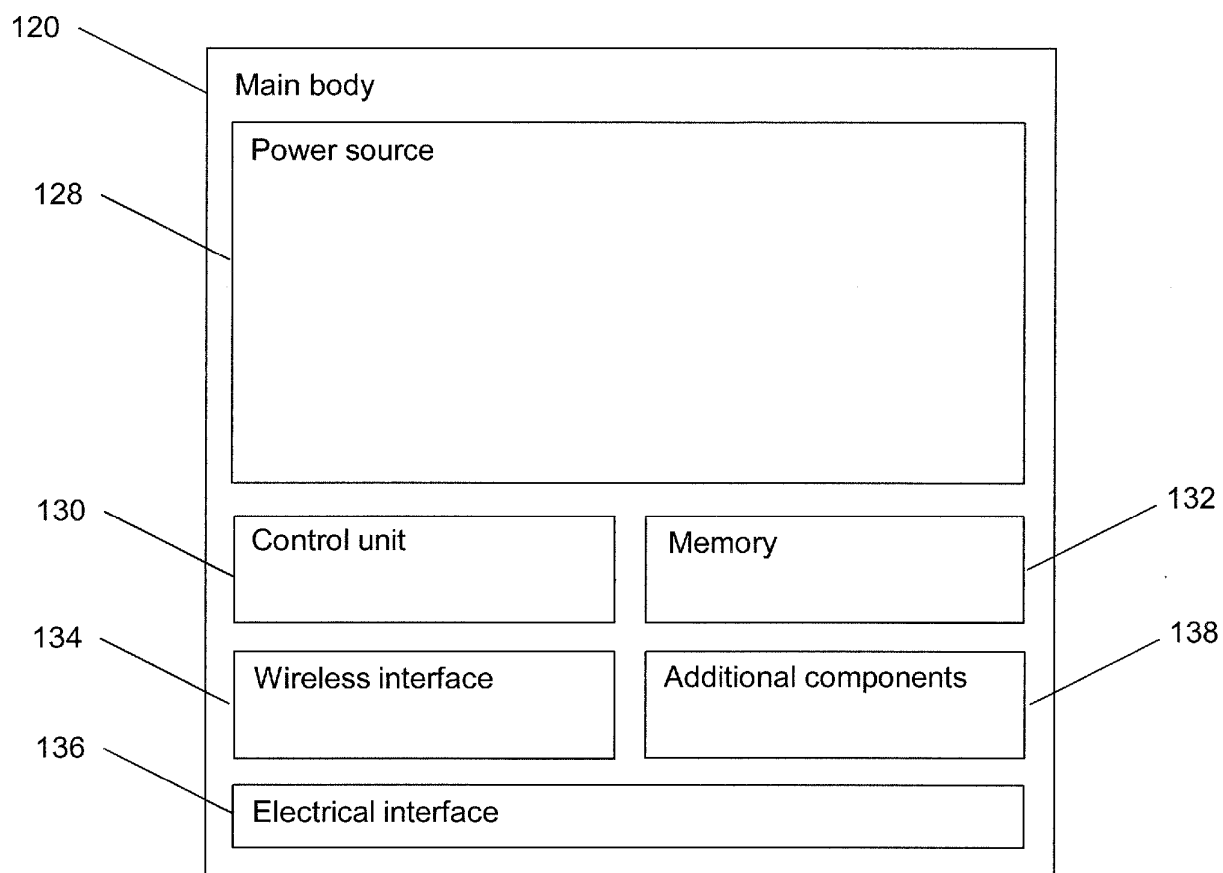 120
Main body
Power source
128
130
Control unit
Memory
132
134
Wireless interface
Additional components
138
136
Electrical interface